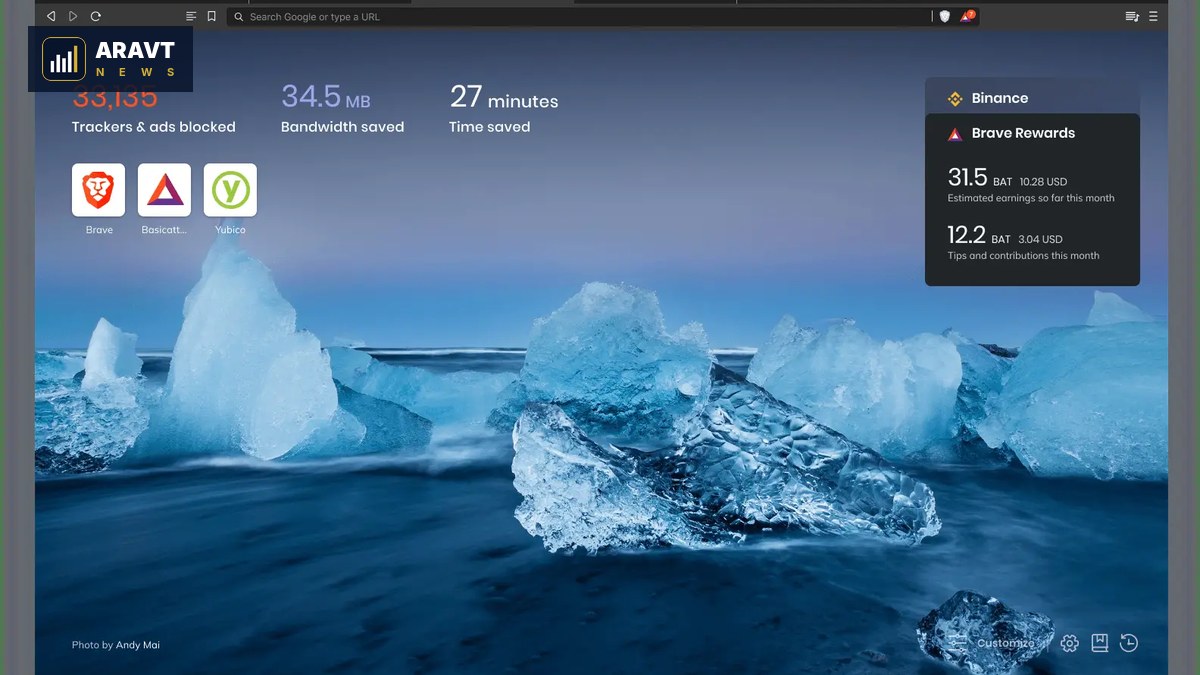 Search Google or type a URL
7
ARAVT
NEWS
33,135
Trackers & ads blocked
34.5 MB
Bandwidth saved
27 minutes
Time saved
Brave
Basicatt...
Yubico
Binance
Brave Rewards
31.5 BAT 10.28 USD
Estimated earnings so far this month
12.2 BAT 3.04 USD
Tips and contributions this month
Photo by Andy Mai
Customize